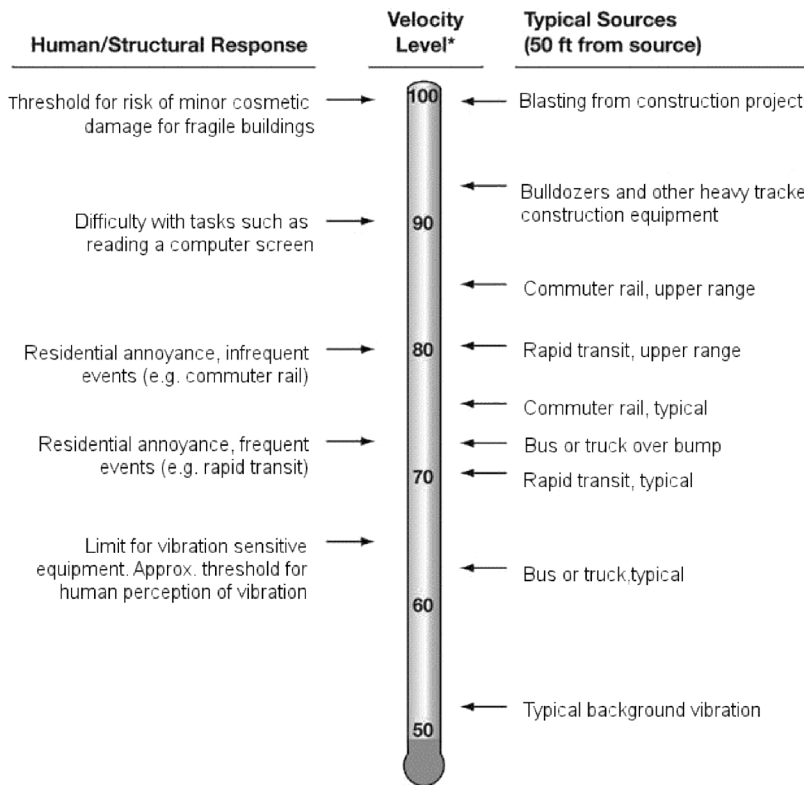 Human/Structural Response
Velocity
Level*
Typical Sources
(50 ft from source)
Threshold for risk of minor cosmetic
damage for fragile buildings
100
Blasting from construction project
Bulldozers and other heavy tracke
construction equipment
Difficulty with tasks such as
reading a computer screen
90
Commuter rail, upper range
Residential annoyance, infrequent
events (e.g. commuter rail)
80
Rapid transit, upper range
Commuter rail, typical
Residential annoyance, frequent
events (e.g. rapid transit)
Bus or truck over bump
70
Rapid transit, typical
Limit for vibration sensitive
equipment. Approx. threshold for
human perception of vibration
Bus or truck,typical
60
Typical background vibration
50